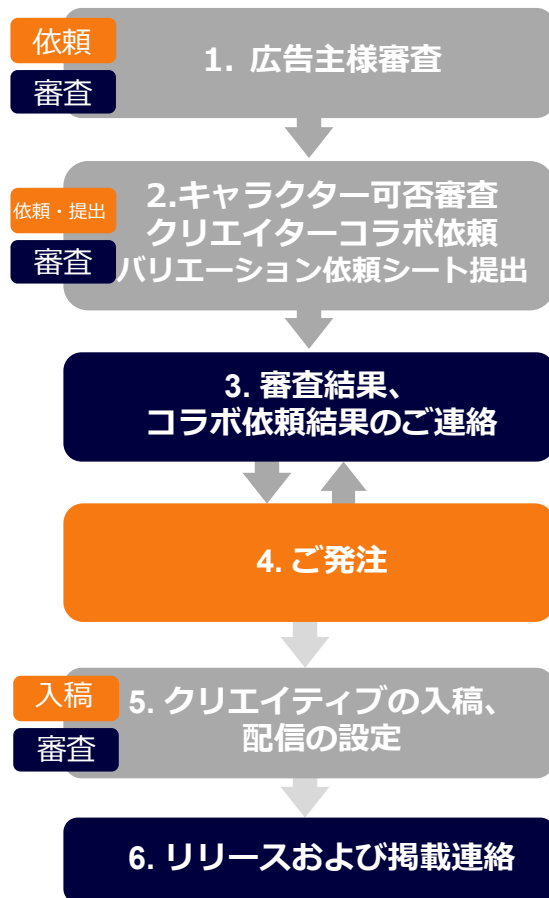 依頼
審査
1. 広告主様審査
依頼・提出
審査
2.キャラクター可否審査
クリエイターコラボ依頼
バリエーション依頼シート提出
3. 審査結果、
コラボ依頼結果のご連絡
4. ご発注
入稿
審査
5. クリエイティブの入稿、
配信の設定
6. リリースおよび掲載連絡